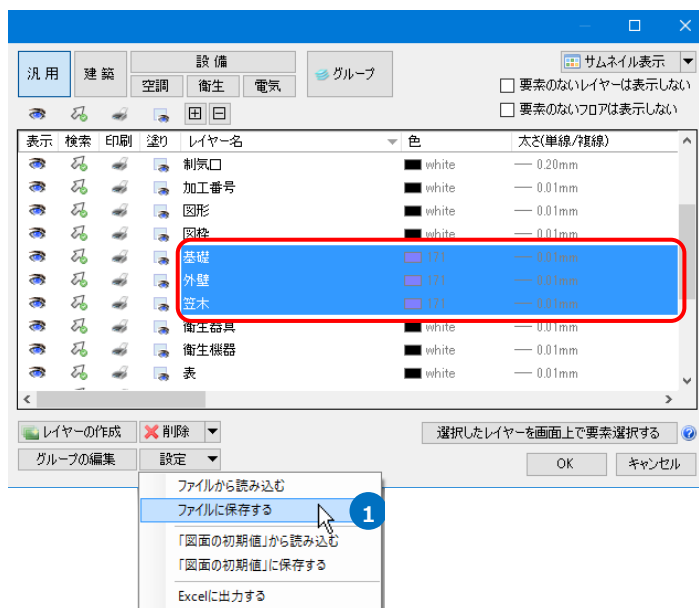 設備
サムネイル表示
汎用 建築 グループ
空調 衛生 電気
要素のないレイヤーは表示しない
要素のないフロアは表示しない
表示 検索 印刷 塗り レイヤー名 色 太さ(単線/複線)
制気口 white 0.20mm
加工番号 white 0.01mm
図形 white 0.01mm
図枠 white 0.01mm
基礎 0.01mm
外壁 0.01mm
笠木 0.01mm
衛生器具 white 0.01mm
衛生機器 white 0.01mm
表 white 0.01mm
レイヤーの作成 削除 選択したレイヤーを画面上で要素選択する
グループの編集 設定 OK キャンセル
ファイルから読み込む
ファイルに保存する 1
「図面の初期値」から読み込む
「図面の初期値」に保存する
Excelに出力する